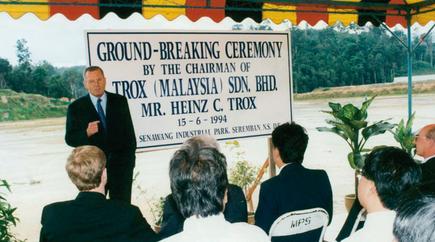 GROUND-BREAKING CEREMONY
BY THE CHAIRMAN OF
TROX (MALAYSIA) SDN. BHD.
MR. HEINZ C. TROX
15-6-1994
SENAWANG INDUSTRIAL PARK, SEREMBAN N.S. D.K.
MPS